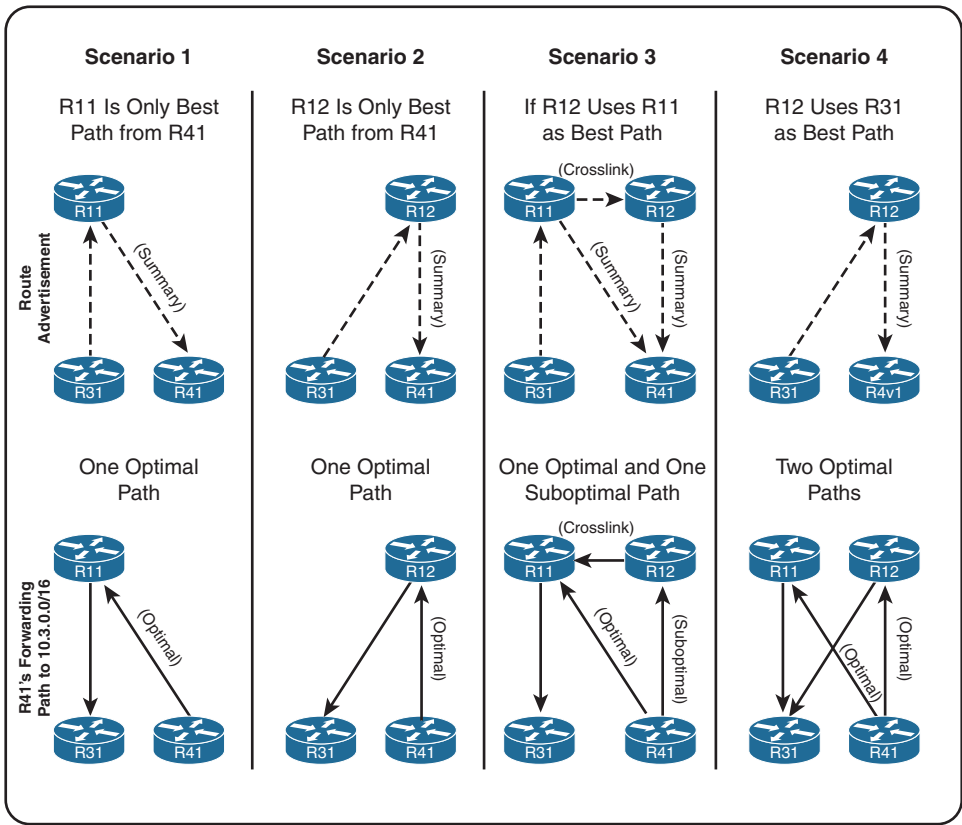 Scenario 1
Scenario 2
Scenario 3
Scenario 4
R11 Is Only Best
Path from R41
R12 Is Only Best
Path from R41
If R12 Uses R11
as Best Path
R12 Uses R31
as Best Path
Route
Advertisement
R11
(Summary)
R31
R41
R12
(Summary)
R31
R41
(Crosslink)
R11
R12
(Summary)
(Summary)
R31
R41
R12
(Summary)
R31
R4v1
One Optimal
Path
One Optimal
Path
One Optimal and One
Suboptimal Path
Two Optimal
Paths
R41's Forwarding
Path to 10.3.0.0/16
R11
(Optimal)
R31
R41
R12
(Optimal)
R31
R41
(Crosslink)
R11
R12
(Optimal)
(Suboptimal)
R31
R41
R11
R12
(Optimal)
(Optimal)
R31
R41